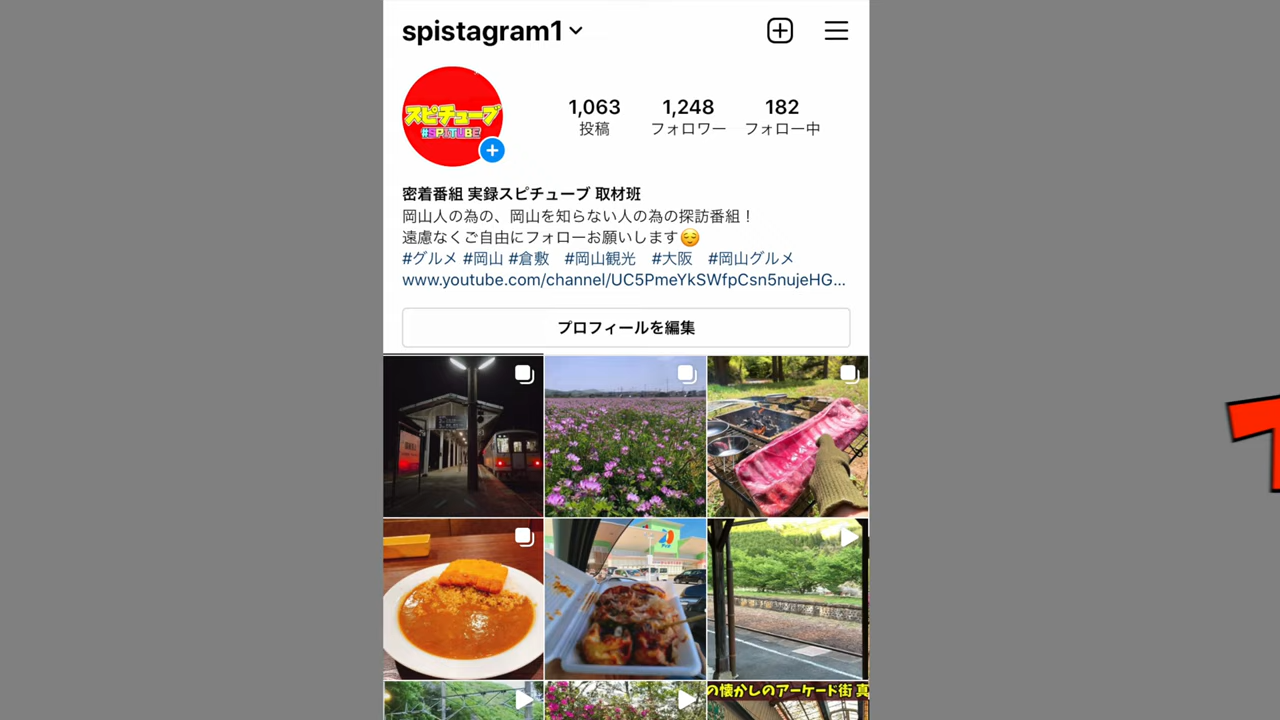 spistagram1
スピチューブ
#SPITUBE
1,063 1,248 182
投稿 フォロワー フォロー中
密着番組 実録スピチューブ 取材班
岡山人の為の、岡山を知らない人の為の探訪番組！
遠慮なくご自由にフォローお願いします😌
#グルメ #岡山 #倉敷　#岡山観光　#大阪　#岡山グルメ
www.youtube.com/channel/UC5PmeYkSWfpCsn5nujeHG...
プロフィールを編集
の懐かしのアーケード街 真